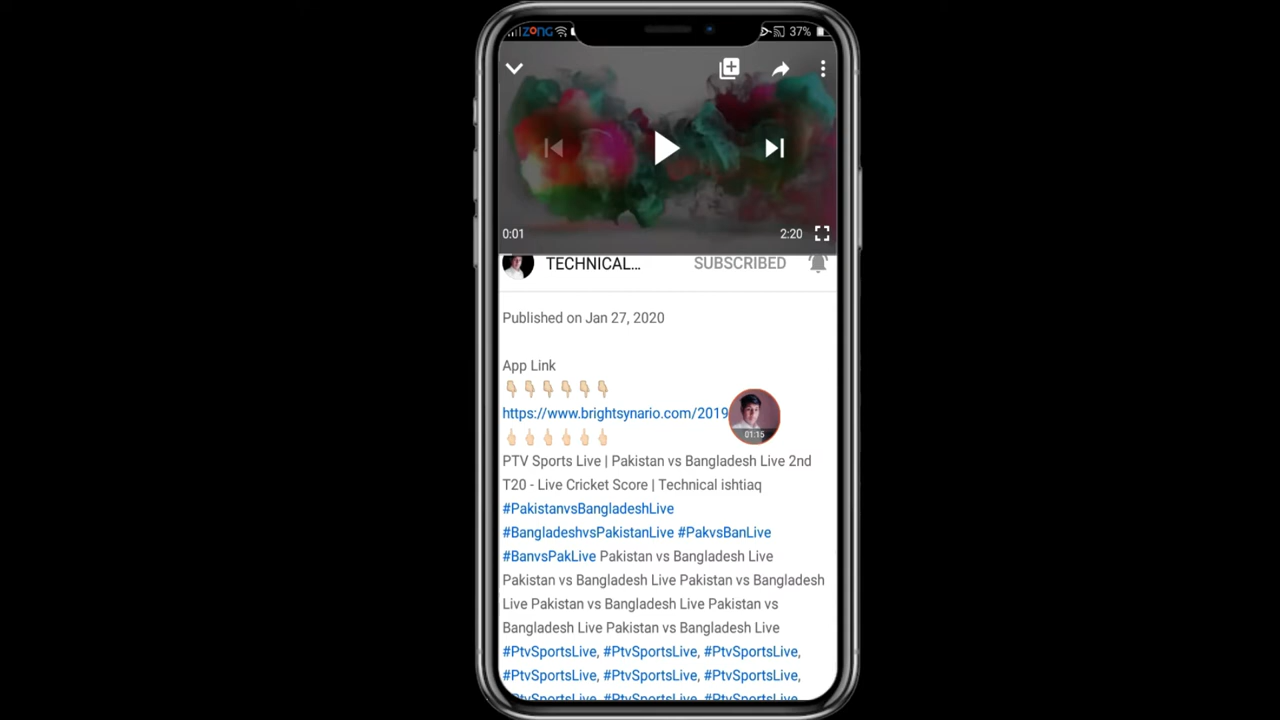 ZONG 37%
0:01 2:20
TECHNICAL... SUBSCRIBED
Published on Jan 27, 2020
App Link
https://www.brightsynario.com/2019
01:15
PTV Sports Live | Pakistan vs Bangladesh Live 2nd
T20 - Live Cricket Score | Technical ishtiaq
#PakistanvsBangladeshLive
#BangladeshvsPakistanLive #PakvsBanLive
#BanvsPakLive Pakistan vs Bangladesh Live
Pakistan vs Bangladesh Live Pakistan vs Bangladesh
Live Pakistan vs Bangladesh Live Pakistan vs
Bangladesh Live Pakistan vs Bangladesh Live
#PtvSportsLive, #PtvSportsLive, #PtvSportsLive,
#PtvSportsLive, #PtvSportsLive, #PtvSportsLive,
#PtvSportsLive, #PtvSportsLive, #PtvSportsLive,